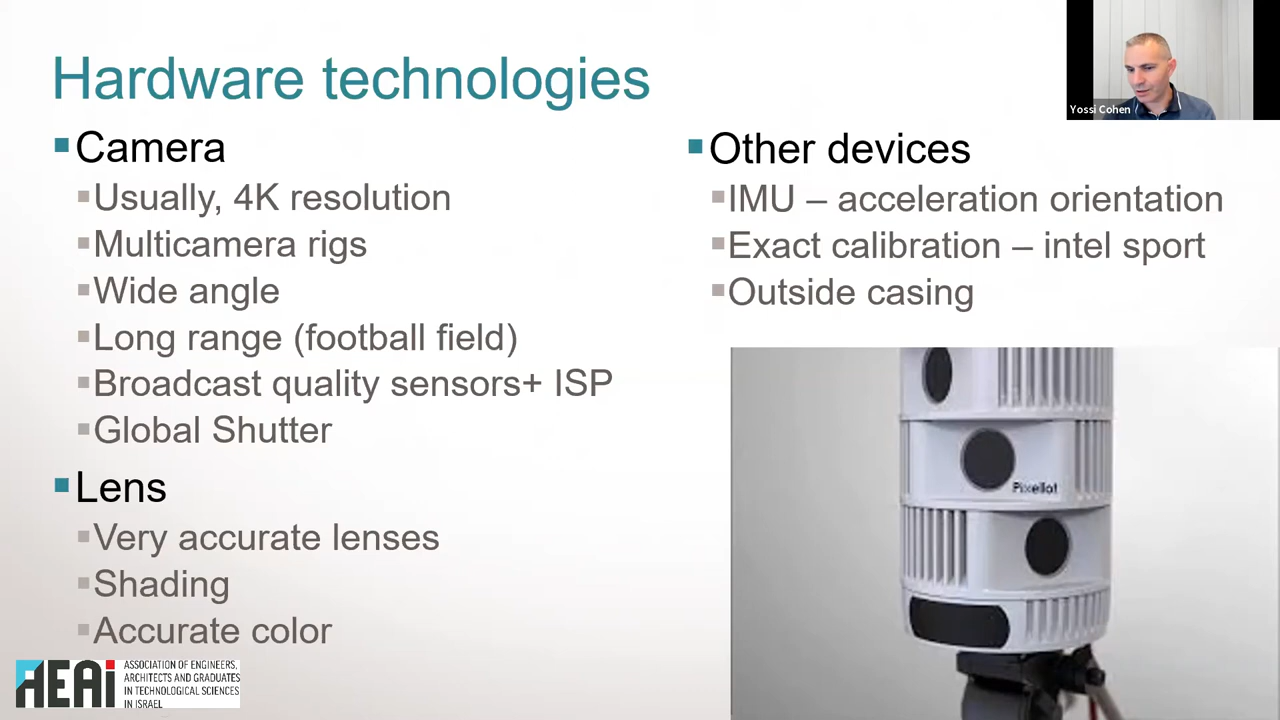 Hardware technologies
Camera
Usually, 4K resolution
Multicamera rigs
Wide angle
Long range (football field)
Broadcast quality sensors+ ISP
Global Shutter
Lens
Very accurate lenses
Shading
Accurate color
Other devices
IMU – acceleration orientation
Exact calibration – intel sport
Outside casing
Yossi Cohen
Pixellot
AEAi
ASSOCIATION OF ENGINEERS,
ARCHITECTS AND GRADUATES
IN TECHNOLOGICAL SCIENCES
IN ISRAEL